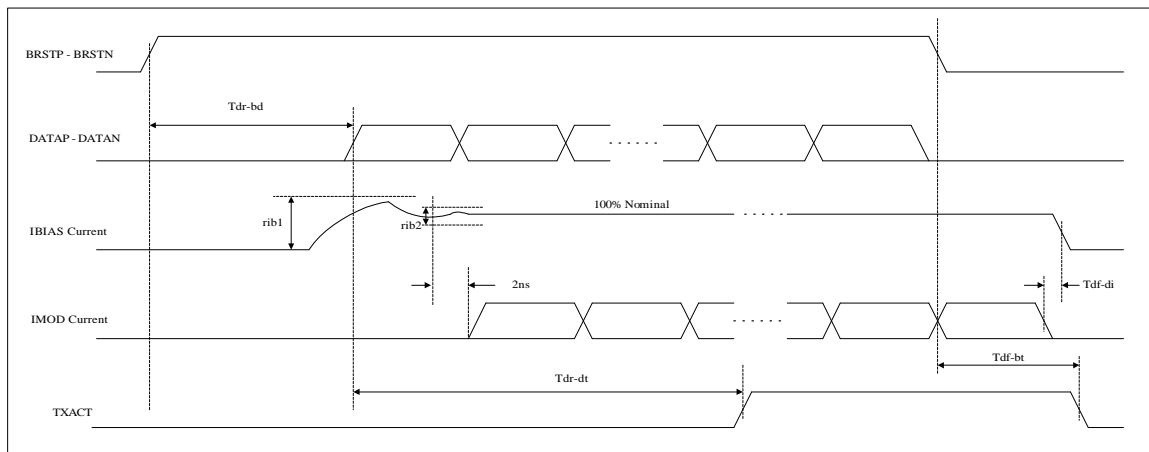 BRSTP - BRSTN
Tdr-bd
DATAP - DATAN
100% Nominal
rib1
rib2
IBIAS Current
2ns
Tdf-di
IMOD Current
Tdf-bt
Tdr-dt
TXACT